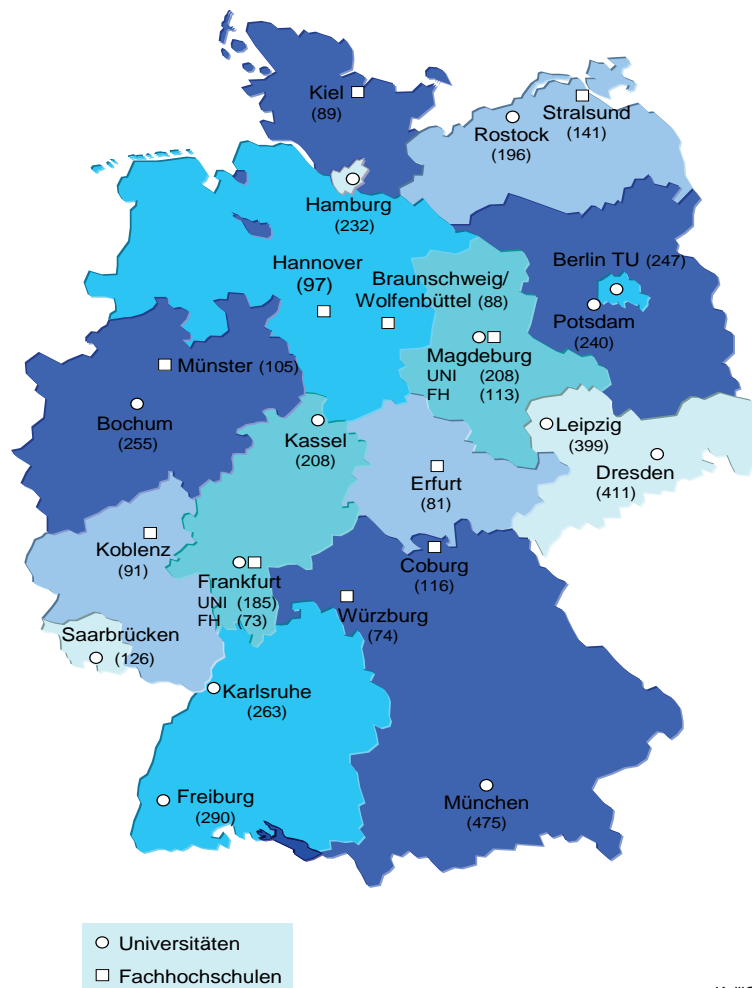 Kiel
(89)
Stralsund
(141)
Rostock
(196)
Hamburg
(232)
Hannover
(97)
Braunschweig/
Wolfenbüttel (88)
Berlin TU (247)
Potsdam
(240)
Münster (105)
Magdeburg
UNI (208)
FH (113)
Bochum
(255)
Kassel
(208)
Leipzig
(399)
Dresden
(411)
Erfurt
(81)
Koblenz
(91)
Coburg
(116)
Frankfurt
UNI (185)
FH (73)
Würzburg
(74)
Saarbrücken
(126)
Karlsruhe
(263)
Freiburg
(290)
München
(475)
Universitäten
Fachhochschulen